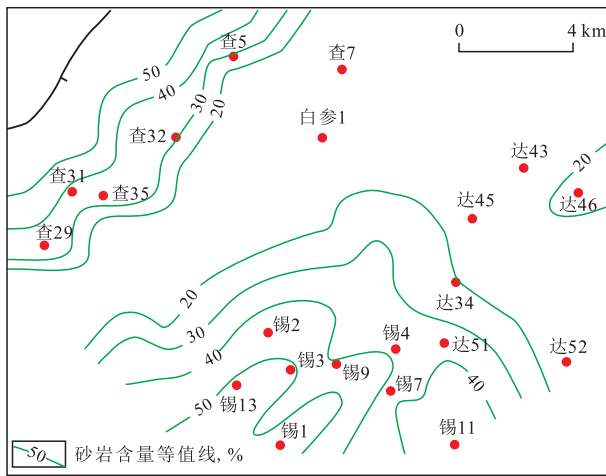 0 4 km
查5
查7
50
40
30
20
查32
白参1
达43
20
查31
查35
达46
达45
查29
20
达34
30
锡2
锡4
达51
40
达52
锡3
锡9
40
50
锡13
锡7
锡1
锡11
50 砂岩含量等值线,%